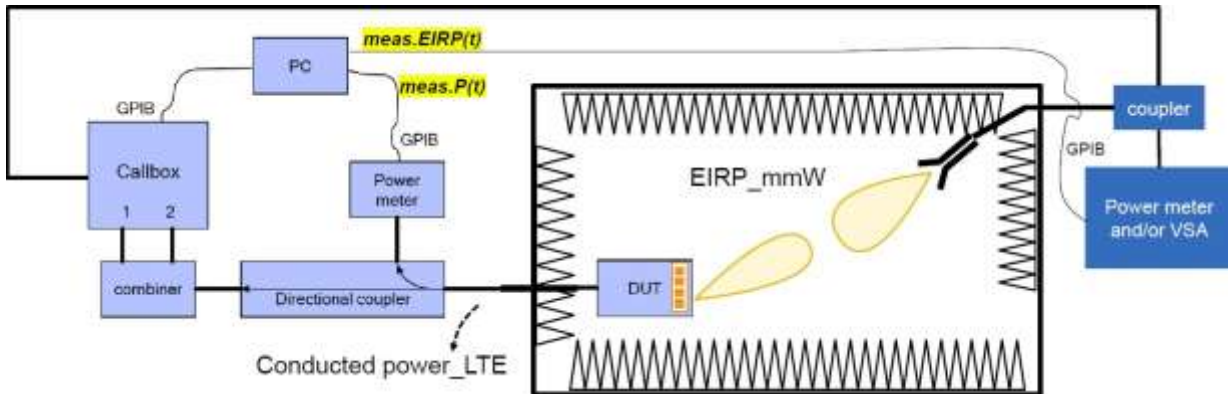 meas.EIRP(t)
PC
meas.P(t)
GPIB
GPIB
coupler
GPIB
Callbox
1 2
Power
meter
EIRP_mmW
Power meter
and/or VSA
combiner
Directional coupler
DUT
Conducted power_LTE